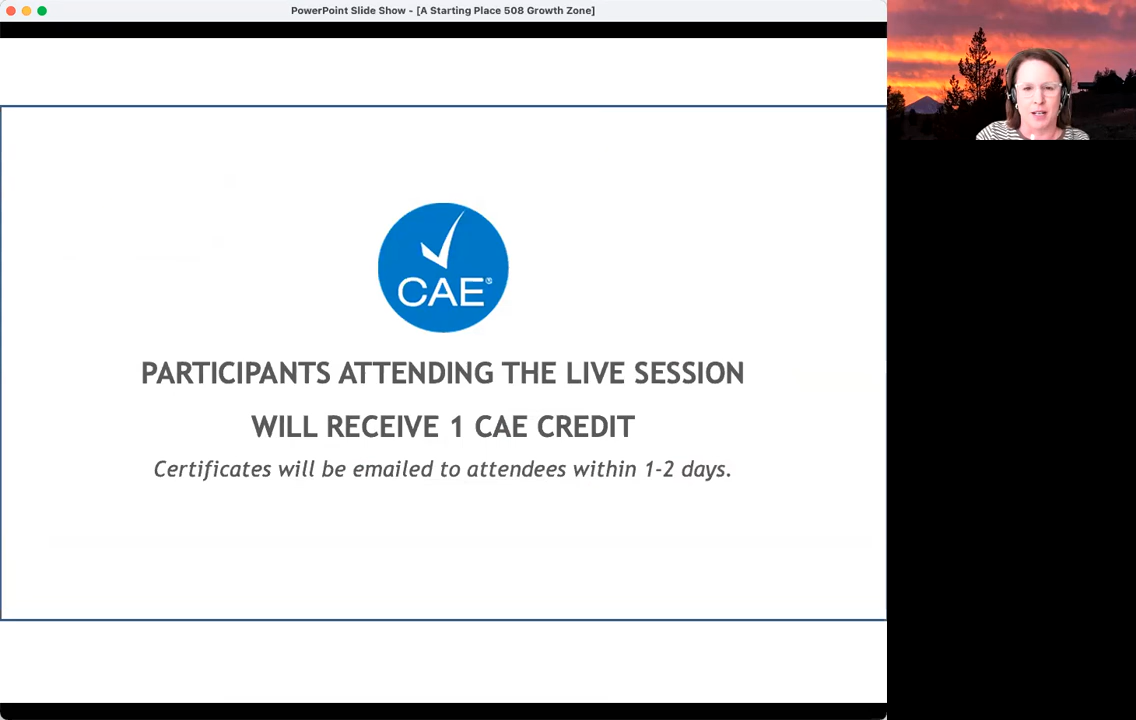 PowerPoint Slide Show - [A Starting Place 508 Growth Zone]
CAE®
PARTICIPANTS ATTENDING THE LIVE SESSION
WILL RECEIVE 1 CAE CREDIT
Certificates will be emailed to attendees within 1-2 days.